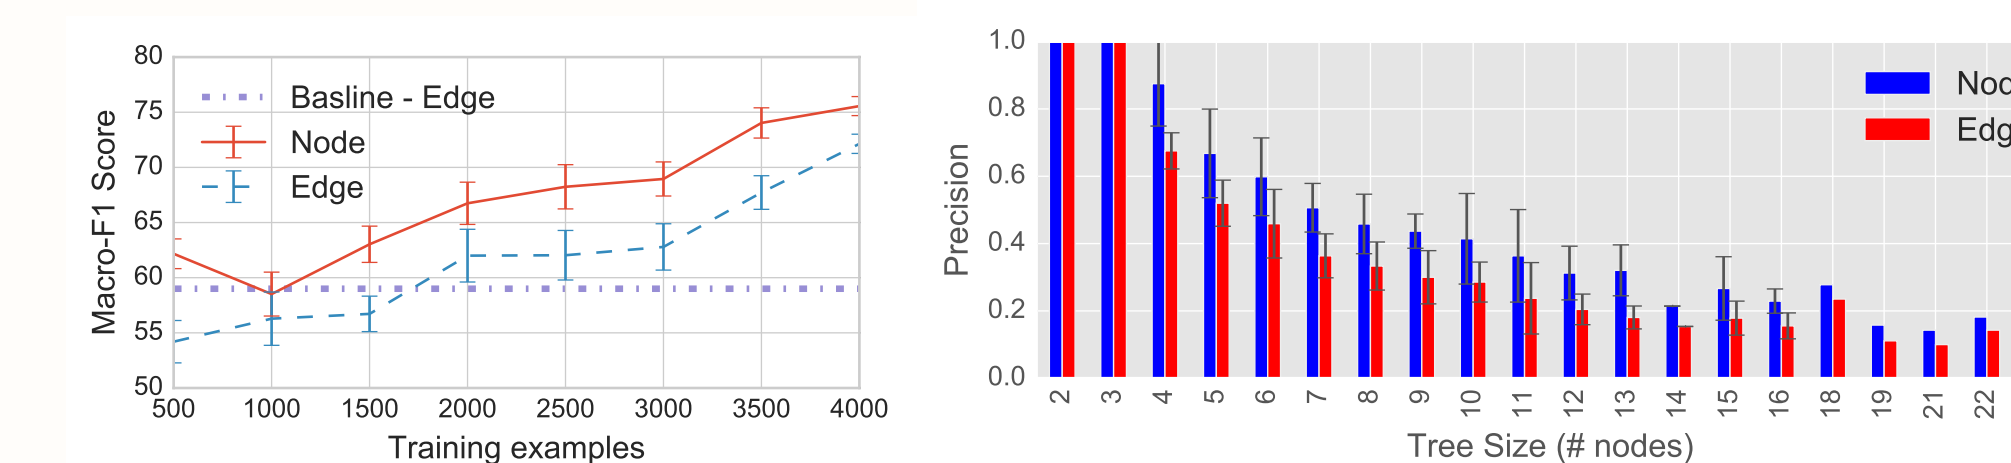 80
75
70
65
60
55
50
Macro-F1 Score
Basline - Edge
Node
Edge
500 1000 1500 2000 2500 3000 3500 4000
Training examples
1.0
0.8
0.6
0.4
0.2
0.0
Precision
Nod
Edg
2 3 4 5 6 7 8 9 10 11 12 13 14 15 16 18 19 21 22
Tree Size (# nodes)